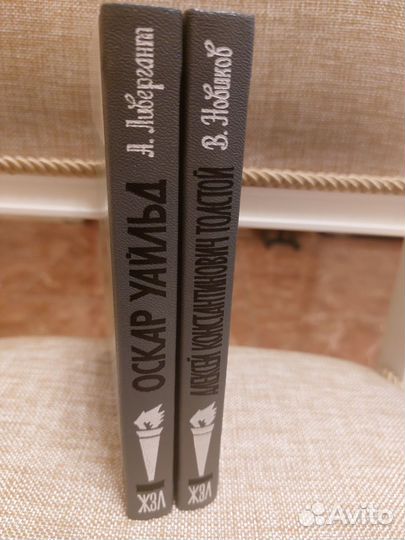 А. Ливергант
ОСКАР УАЙЛЬД
ЖЗЛ
В. Новиков
АЛЕКСЕЙ КОНСТАНТИНОВИЧ ТОЛСТОЙ
ЖЗЛ
Avito